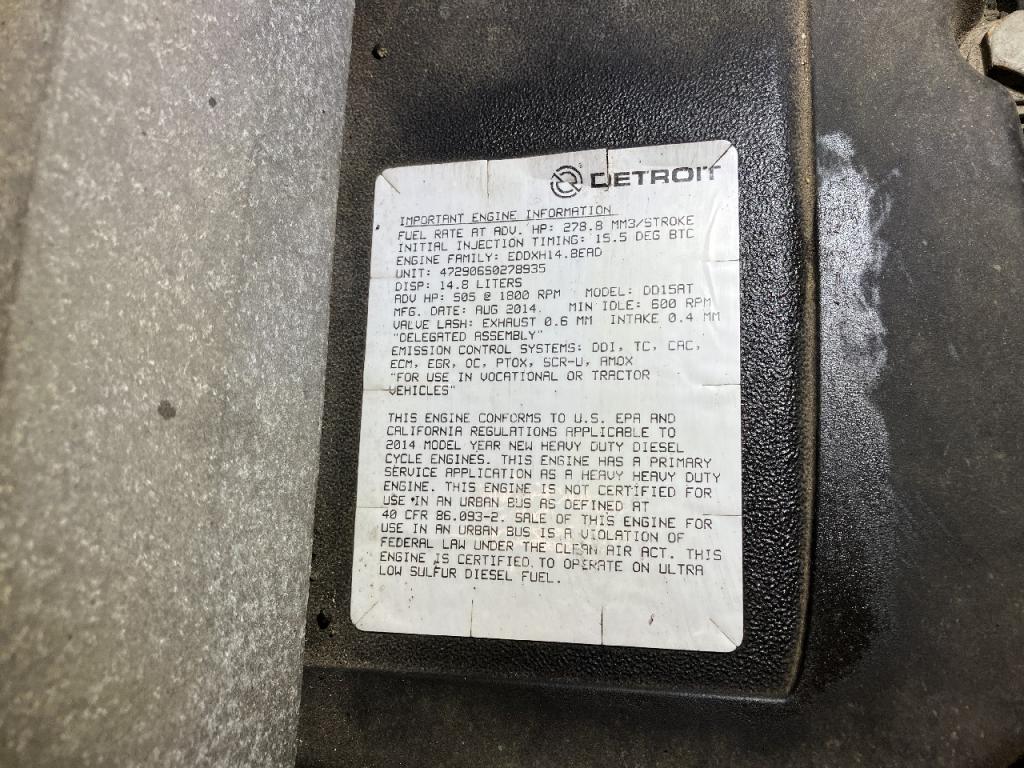 DETROIT
IMPORTANT ENGINE INFORMATION
FUEL RATE AT ADV. HP: 278.8 MM3/STROKE
INITIAL INJECTION TIMING: 15.5 DEG BTC
ENGINE FAMILY: EDDXH14.8EAD
UNIT: 472906S0278935
DISP: 14.8 LITERS
ADV HP: 505 @ 1800 RPM MODEL: DD15AT
MFG. DATE: AUG 2014. MIN IDLE: 600 RPM
VALVE LASH: EXHAUST 0.6 MM INTAKE 0.4 MM
"DELEGATED ASSEMBLY"
EMISSION CONTROL SYSTEMS: DDI, TC, CAC,
ECM, EGR, OC, PTOX, SCR-U, AMOX
"FOR USE IN VOCATIONAL OR TRACTOR
VEHICLES"
THIS ENGINE CONFORMS TO U.S. EPA AND
CALIFORNIA REGULATIONS APPLICABLE TO
2014 MODEL YEAR NEW HEAVY DUTY DIESEL
CYCLE ENGINES. THIS ENGINE HAS A PRIMARY
SERVICE APPLICATION AS A HEAVY HEAVY DUTY
ENGINE. THIS ENGINE IS NOT CERTIFIED FOR
USE IN AN URBAN BUS AS DEFINED AT
40 CFR 86.093-2. SALE OF THIS ENGINE FOR
USE IN AN URBAN BUS IS A VIOLATION OF
FEDERAL LAW UNDER THE CLEAN AIR ACT. THIS
ENGINE IS CERTIFIED TO OPERATE ON ULTRA
LOW SULFUR DIESEL FUEL.